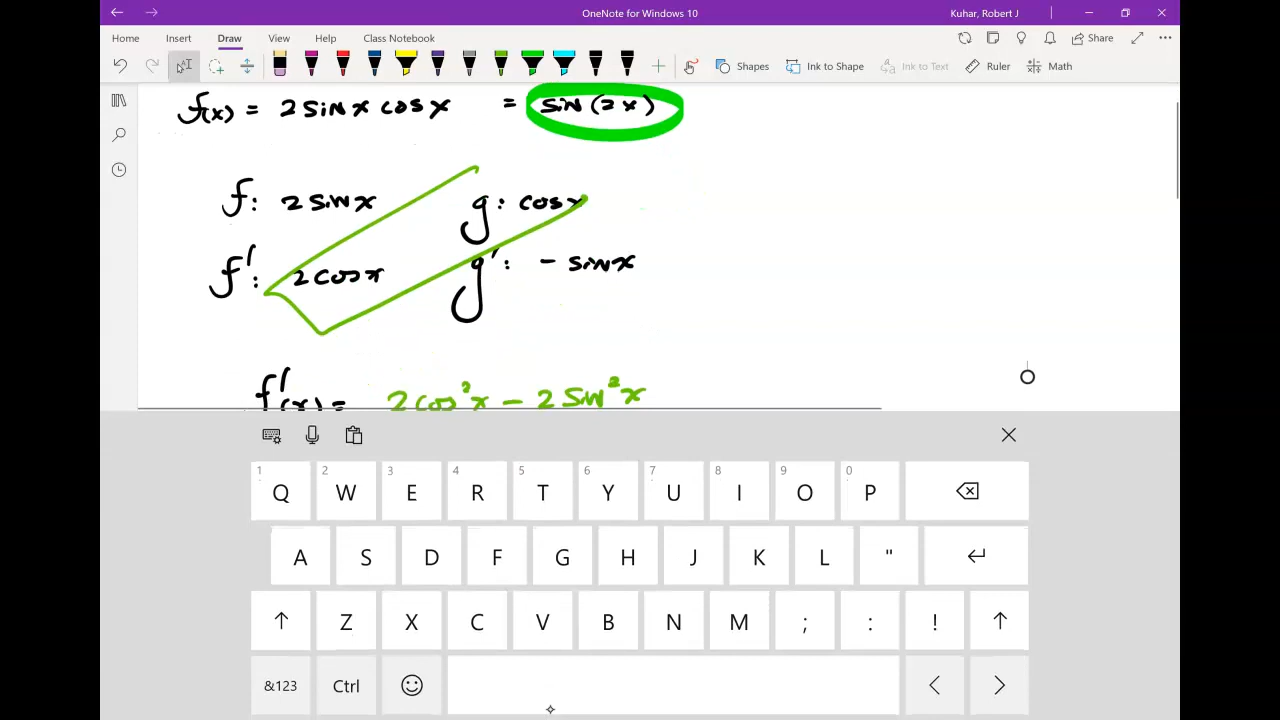 OneNote for Windows 10
Kuhar, Robert J
Home Insert Draw View Help Class Notebook Share
Shapes Ink to Shape Ink to Text Ruler Math
f(x) = 2 sin x cos x = sin (2x)
f: 2 sin x g: cos x
f': 2 cos x g': - sin x
f'(x) = 2 cos²x - 2 sin²x
1 2 3 4 5 6 7 8 9 0
Q W E R T Y U I O P
A S D F G H J K L "
Z X C V B N M ; : !
&123 Ctrl